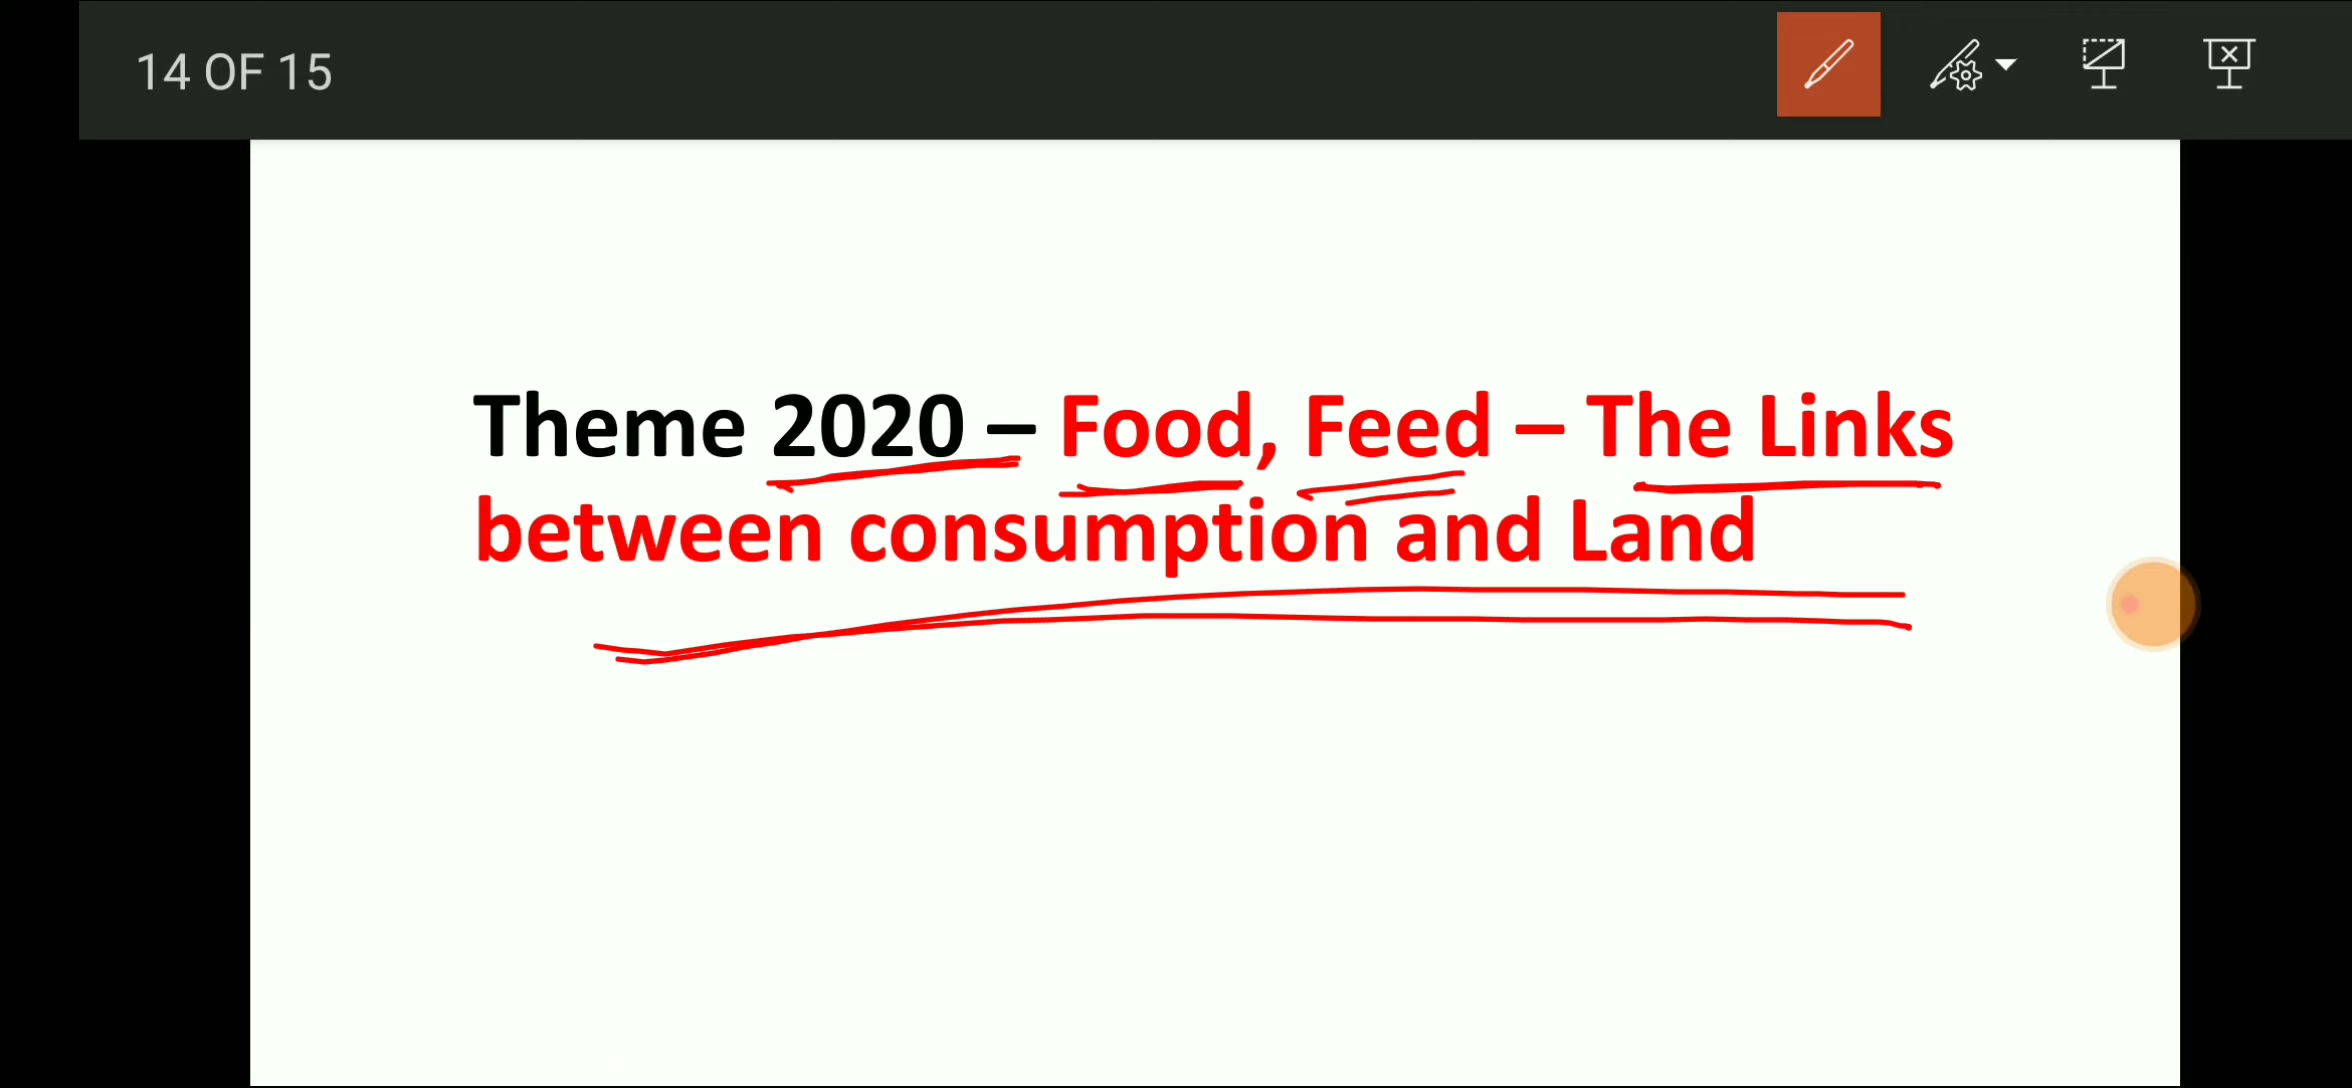 14 OF 15
Theme 2020 – Food, Feed – The Links
between consumption and Land